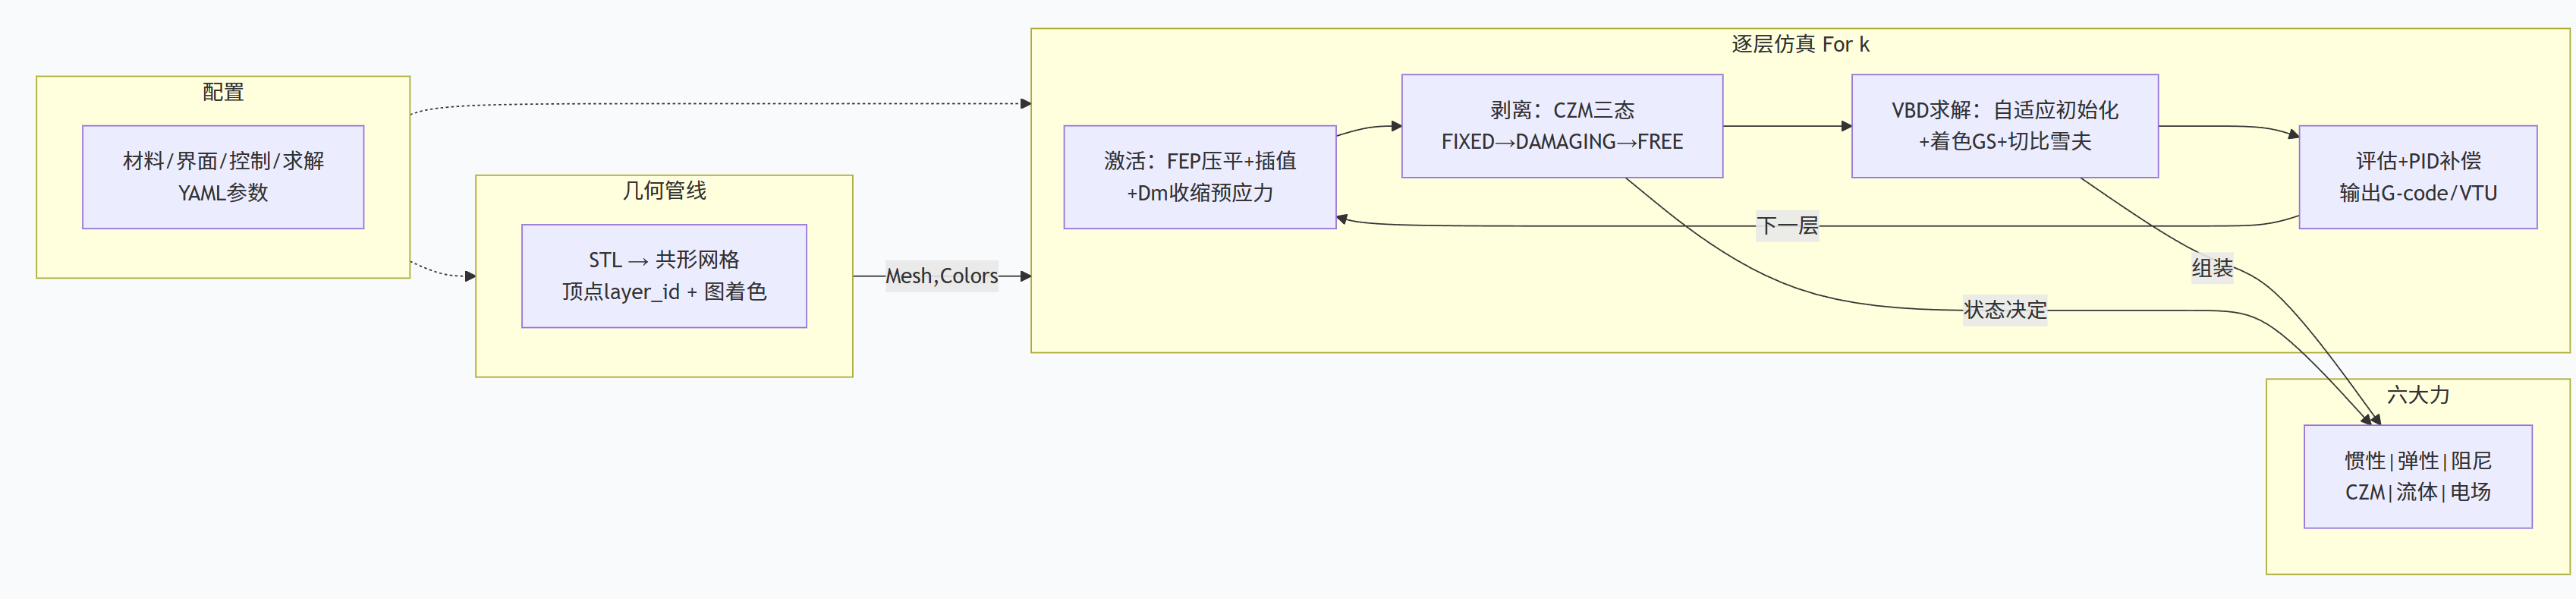 配置
材料/界面/控制/求解
YAML参数
几何管线
STL → 共形网格
顶点layer_id + 图着色
Mesh,Colors
逐层仿真 For k
激活：FEP压平+插值
+Dm收缩预应力
剥离：CZM三态
FIXED→DAMAGING→FREE
VBD求解：自适应初始化
+着色GS+切比雪夫
评估+PID补偿
输出G-code/VTU
下一层
组装
状态决定
六大力
惯性|弹性|阻尼
CZM|流体|电场